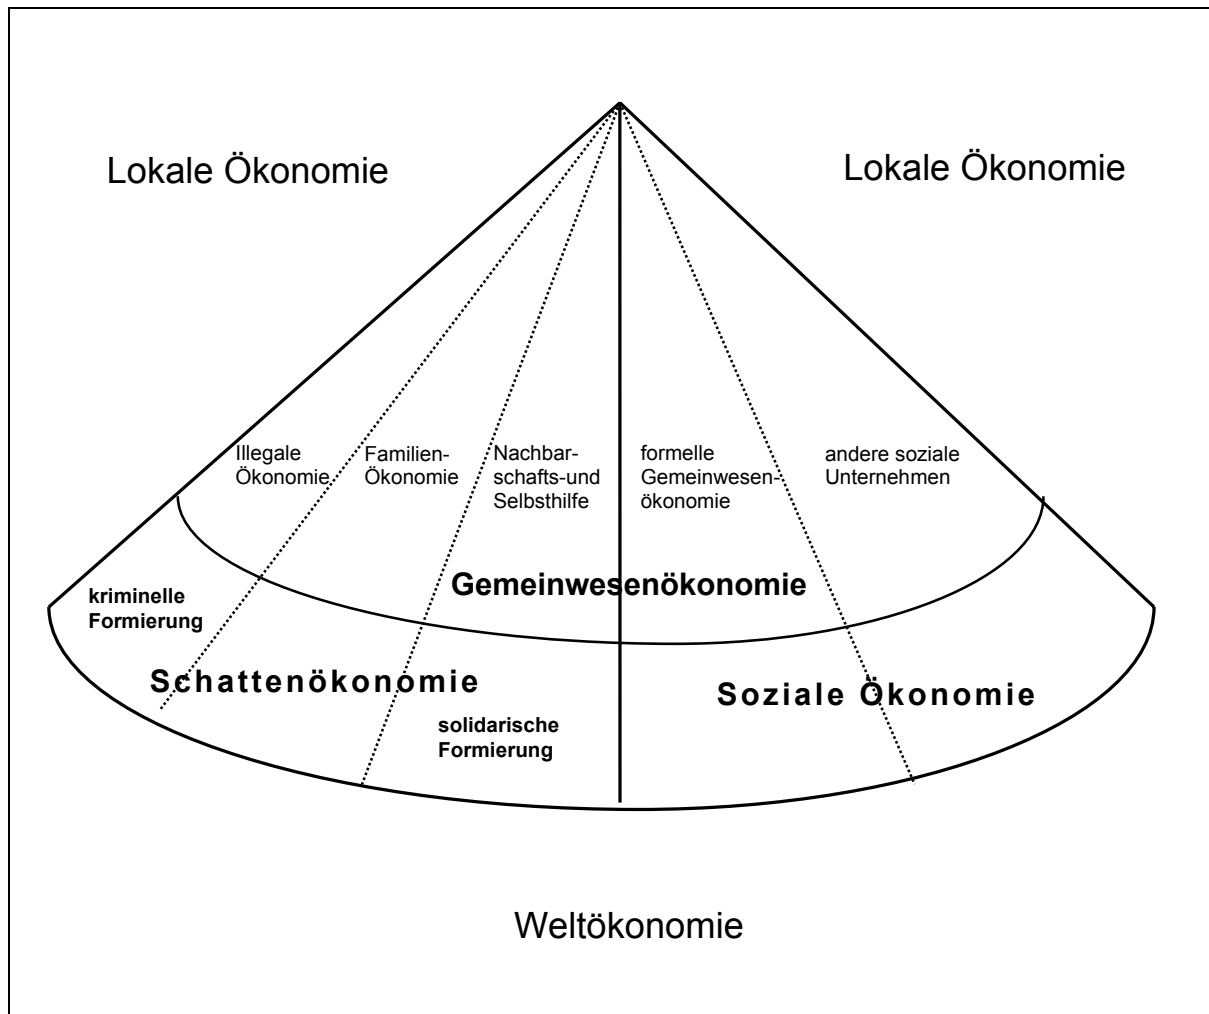 Lokale Ökonomie
Lokale Ökonomie
Illegale
Ökonomie
Familien-
Ökonomie
Nachbar-
schafts-und
Selbsthilfe
formelle
Gemeinwesen-
ökonomie
andere soziale
Unternehmen
Gemeinwesenökonomie
kriminelle
Formierung
Schattenökonomie
Soziale Ökonomie
solidarische
Formierung
Weltökonomie